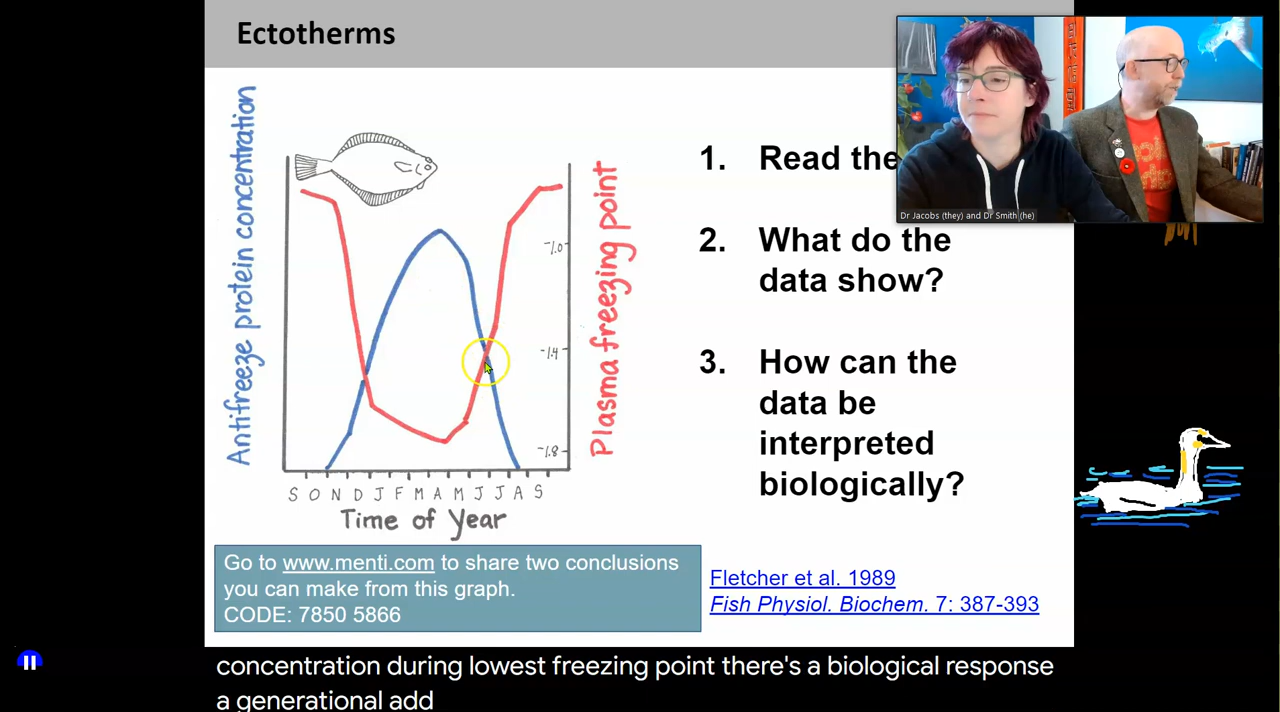 Ectotherms
Antifreeze protein concentration
Plasma freezing point
-1.0
-1.4
-1.8
S O N D J F M A M J J A S
Time of Year
1. Read the
2. What do the
data show?
3. How can the
data be
interpreted
biologically?
Dr Jacobs (they) and Dr Smith (he)
Go to www.menti.com to share two conclusions
you can make from this graph.
CODE: 7850 5866
Fletcher et al. 1989
Fish Physiol. Biochem. 7: 387-393
concentration during lowest freezing point there's a biological response
a generational add